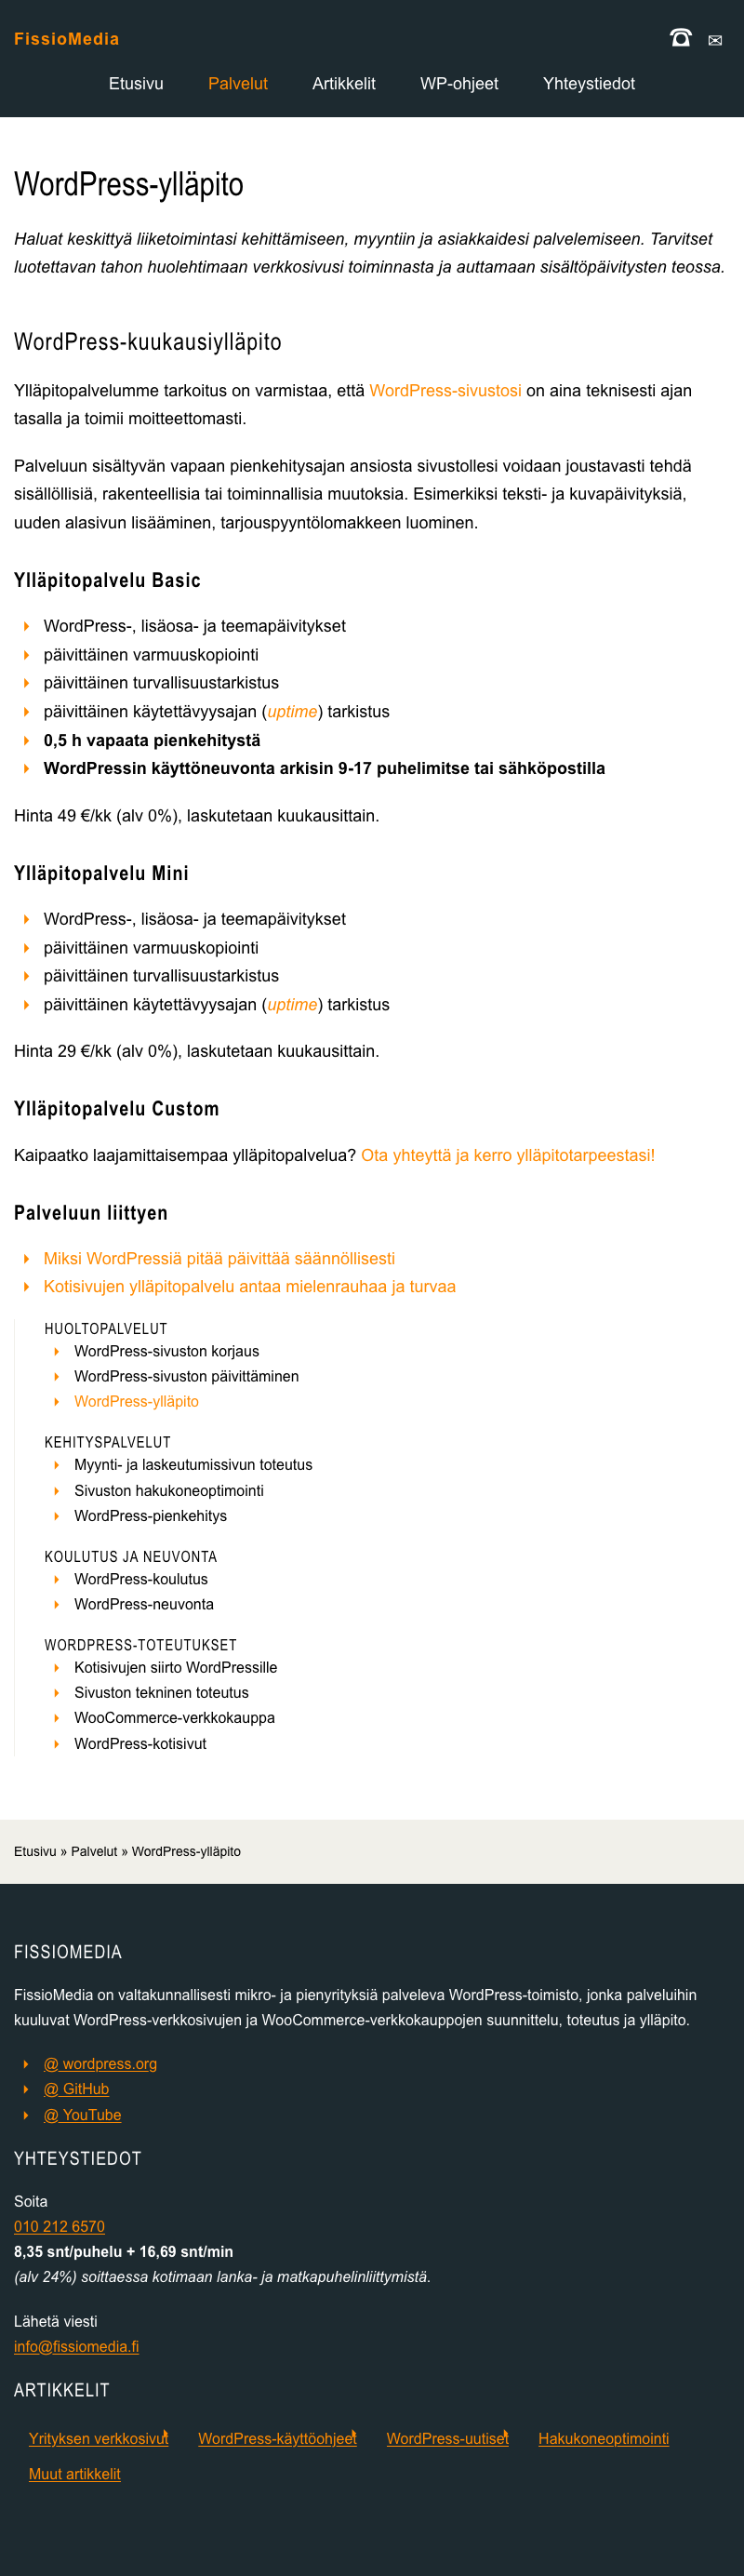 FissioMedia
☎ ✉
Etusivu Palvelut Artikkelit WP-ohjeet Yhteystiedot
WordPress-ylläpito
Haluat keskittyä liiketoimintasi kehittämiseen, myyntiin ja asiakkaidesi palvelemiseen. Tarvitset
luotettavan tahon huolehtimaan verkkosivusi toiminnasta ja auttamaan sisältöpäivitysten teossa.
WordPress-kuukausiylläpito
Ylläpitopalvelumme tarkoitus on varmistaa, että WordPress-sivustosi on aina teknisesti ajan
tasalla ja toimii moitteettomasti.
Palveluun sisältyvän vapaan pienkehitysajan ansiosta sivustollesi voidaan joustavasti tehdä
sisällöllisiä, rakenteellisia tai toiminnallisia muutoksia. Esimerkiksi teksti- ja kuvapäivityksiä,
uuden alasivun lisääminen, tarjouspyyntölomakkeen luominen.
Ylläpitopalvelu Basic
WordPress-, lisäosa- ja teemapäivitykset
päivittäinen varmuuskopiointi
päivittäinen turvallisuustarkistus
päivittäinen käytettävyysajan (uptime) tarkistus
0,5 h vapaata pienkehitystä
WordPressin käyttöneuvonta arkisin 9-17 puhelimitse tai sähköpostilla
Hinta 49 €/kk (alv 0%), laskutetaan kuukausittain.
Ylläpitopalvelu Mini
WordPress-, lisäosa- ja teemapäivitykset
päivittäinen varmuuskopiointi
päivittäinen turvallisuustarkistus
päivittäinen käytettävyysajan (uptime) tarkistus
Hinta 29 €/kk (alv 0%), laskutetaan kuukausittain.
Ylläpitopalvelu Custom
Kaipaatko laajamittaisempaa ylläpitopalvelua? Ota yhteyttä ja kerro ylläpitotarpeestasi!
Palveluun liittyen
Miksi WordPressiä pitää päivittää säännöllisesti
Kotisivujen ylläpitopalvelu antaa mielenrauhaa ja turvaa
HUOLTOPALVELUT
WordPress-sivuston korjaus
WordPress-sivuston päivittäminen
WordPress-ylläpito
KEHITYSPALVELUT
Myynti- ja laskeutumissivun toteutus
Sivuston hakukoneoptimointi
WordPress-pienkehitys
KOULUTUS JA NEUVONTA
WordPress-koulutus
WordPress-neuvonta
WORDPRESS-TOTEUTUKSET
Kotisivujen siirto WordPressille
Sivuston tekninen toteutus
WooCommerce-verkkokauppa
WordPress-kotisivut
Etusivu » Palvelut » WordPress-ylläpito
FISSIOMEDIA
FissioMedia on valtakunnallisesti mikro- ja pienyrityksiä palveleva WordPress-toimisto, jonka palveluihin
kuuluvat WordPress-verkkosivujen ja WooCommerce-verkkokauppojen suunnittelu, toteutus ja ylläpito.
@ wordpress.org
@ GitHub
@ YouTube
YHTEYSTIEDOT
Soita
010 212 6570
8,35 snt/puhelu + 16,69 snt/min
(alv 24%) soittaessa kotimaan lanka- ja matkapuhelinliittymistä.
Lähetä viesti
info@fissiomedia.fi
ARTIKKELIT
Yrityksen verkkosivut WordPress-käyttöohjeet WordPress-uutiset Hakukoneoptimointi
Muut artikkelit